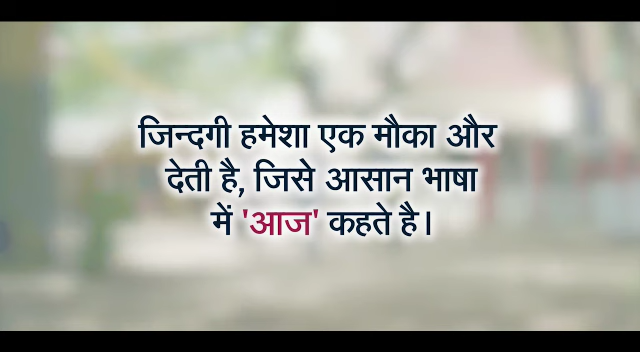 जिन्दगी हमेशा एक मौका और
देती है, जिसे आसान भाषा
में 'आज' कहते है।